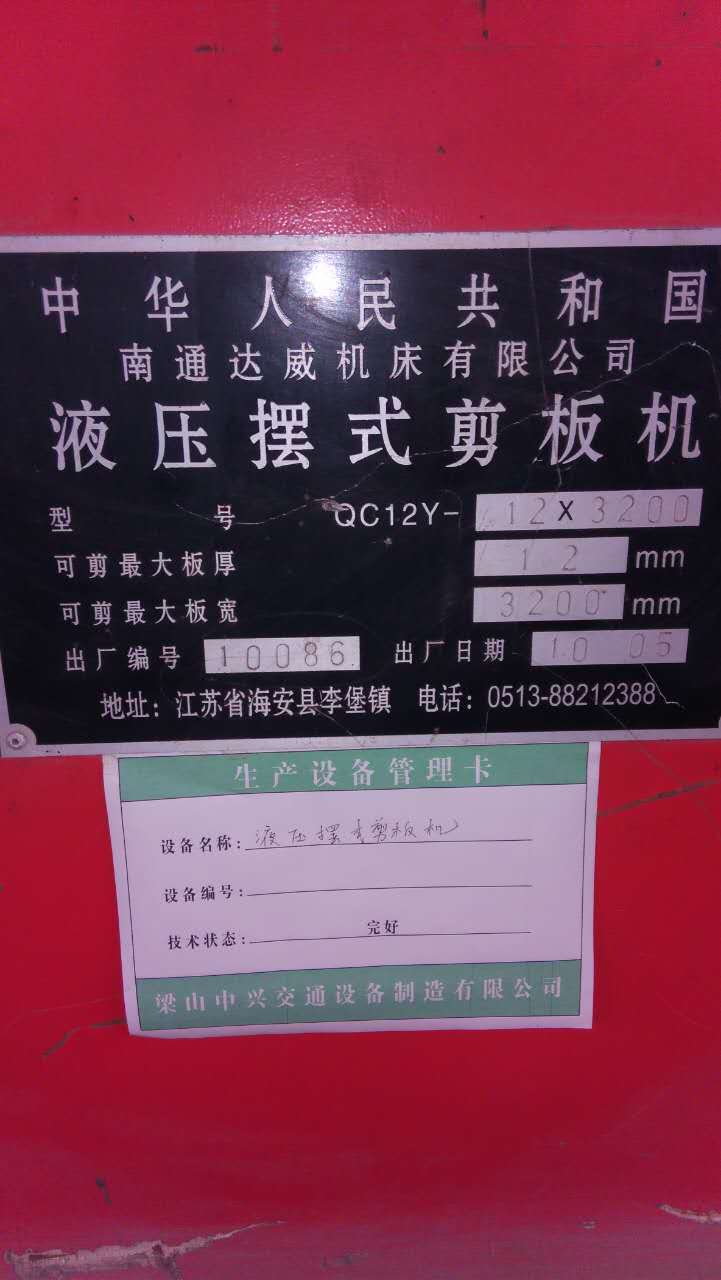 中华人民共和国
南通达威机床有限公司
液压摆式剪板机
型号 QC12Y-12X3200
可剪最大板厚 12 mm
可剪最大板宽 3200 mm
出厂编号 10086 出厂日期 10 05
地址：江苏省海安县李堡镇 电话：0513-88212388
生产设备管理卡
设备名称：液压摆式剪板机
设备编号：
技术状态：完好
梁山中兴交通设备制造有限公司